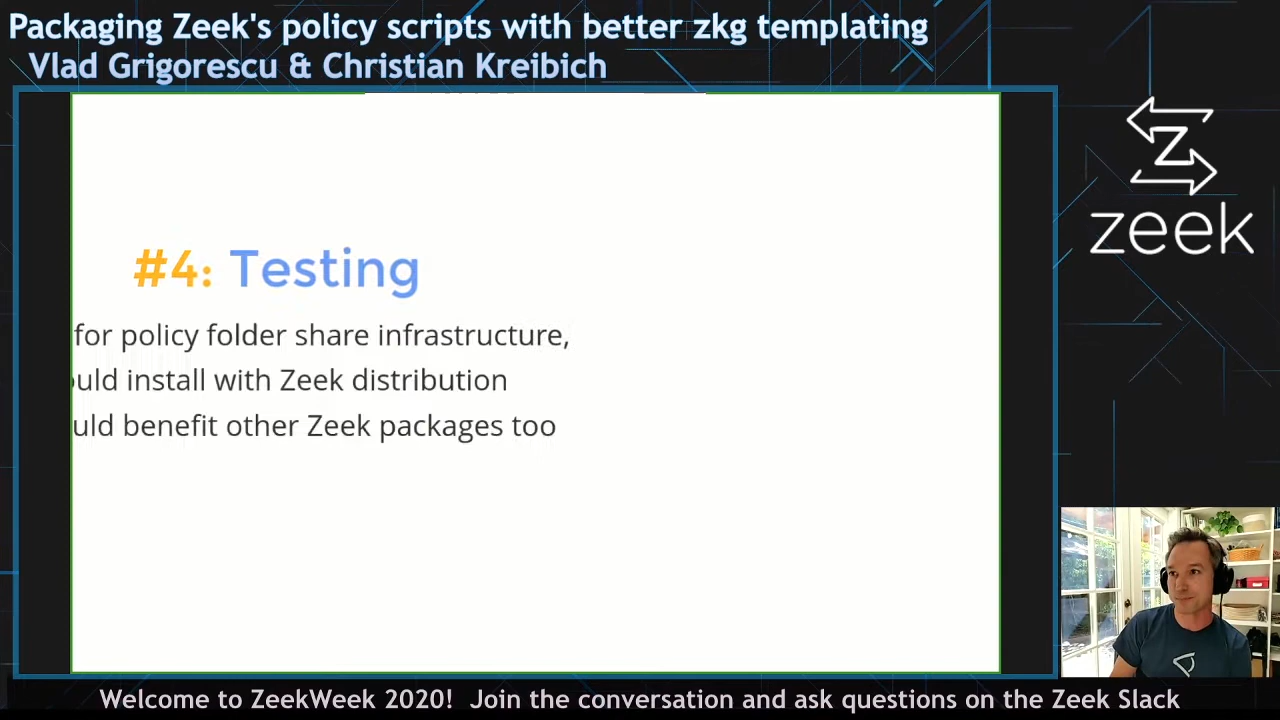 Packaging Zeek's policy scripts with better zkg templating
Vlad Grigorescu & Christian Kreibich
zeek
#4: Testing
for policy folder share infrastructure,
install with Zeek distribution
benefit other Zeek packages too
Welcome to ZeekWeek 2020! Join the conversation and ask questions on the Zeek Slack